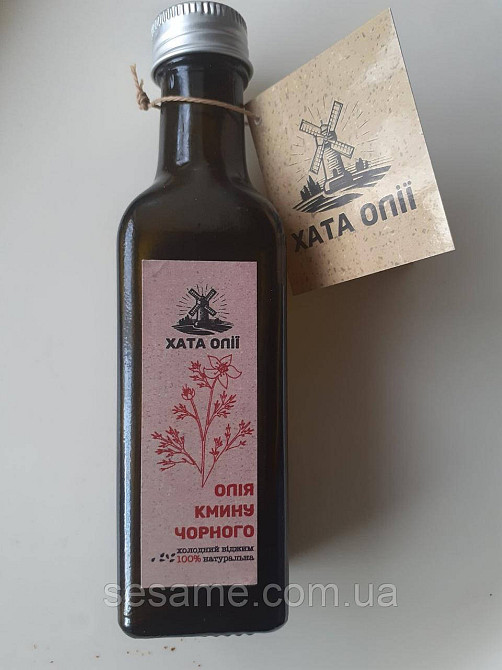 ХАТА ОЛІЇ
ХАТА ОЛІЇ
ОЛІЯ
КМИНУ
ЧОРНОГО
холодний віджим
100% натуральна
sesame.com.ua